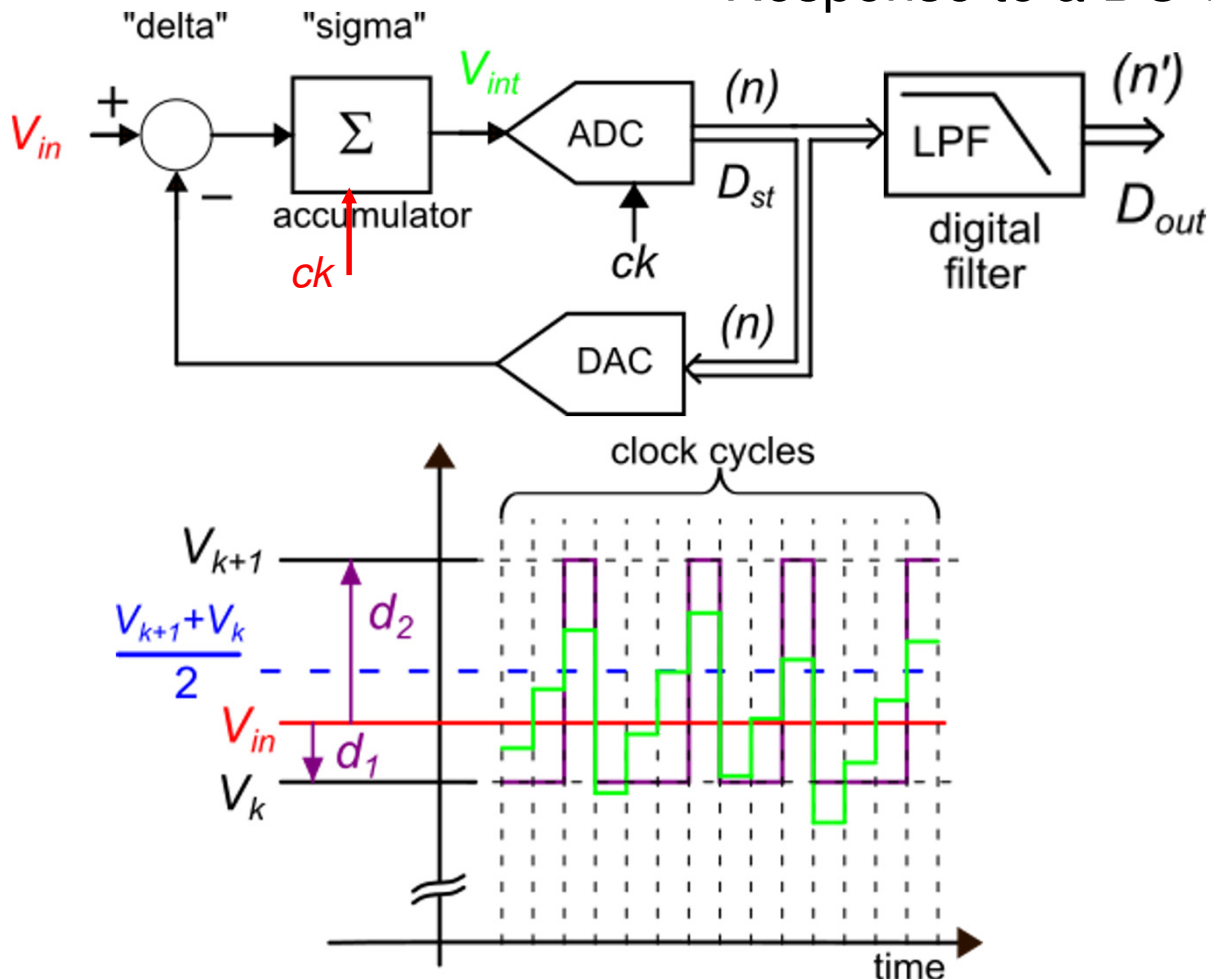 "delta" "sigma"
V_int
(n)
(n')
+
V_in
Σ
ADC
LPF
−
D_st
D_out
accumulator
ck
ck
digital
filter
(n)
DAC
clock cycles
V_k+1
d_2
V_k+1+V_k
2
V_in
d_1
V_k
time